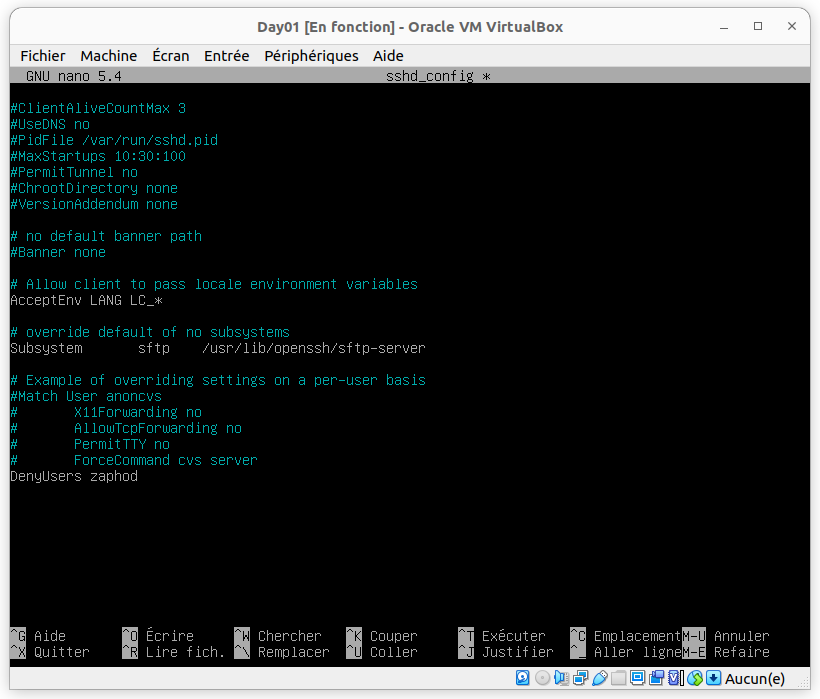 Day01 [En fonction] - Oracle VM VirtualBox
Fichier Machine Écran Entrée Périphériques Aide
GNU nano 5.4 sshd_config *
#ClientAliveCountMax 3
#UseDNS no
#PidFile /var/run/sshd.pid
#MaxStartups 10:30:100
#PermitTunnel no
#ChrootDirectory none
#VersionAddendum none
# no default banner path
#Banner none
# Allow client to pass locale environment variables
AcceptEnv LANG LC_*
# override default of no subsystems
Subsystem sftp /usr/lib/openssh/sftp-server
# Example of overriding settings on a per-user basis
#Match User anoncvs
# X11Forwarding no
# AllowTcpForwarding no
# PermitTTY no
# ForceCommand cvs server
DenyUsers zaphod
^G Aide ^O Écrire ^W Chercher ^K Couper ^T Exécuter ^C Emplacement M-U Annuler
^X Quitter ^R Lire fich. ^\ Remplacer ^U Coller ^J Justifier ^_ Aller ligne M-E Refaire
Aucun(e)